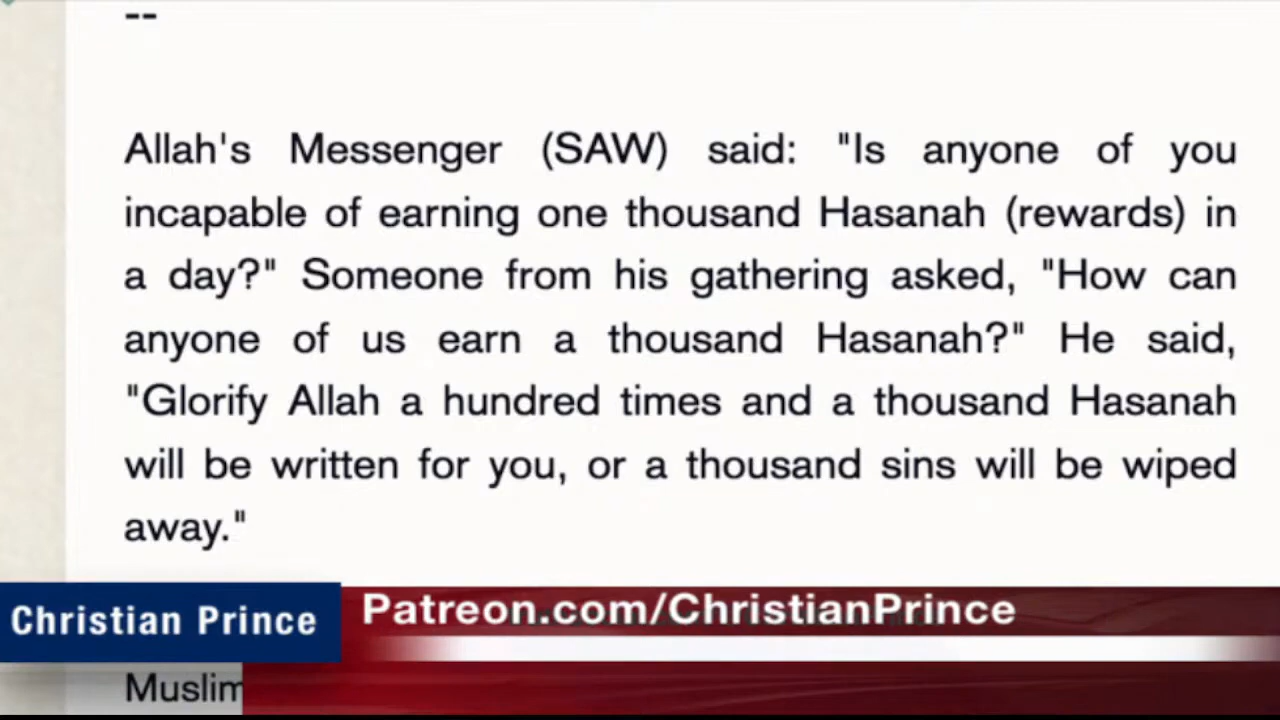 --
Allah's Messenger (SAW) said: "Is anyone of you
incapable of earning one thousand Hasanah (rewards) in
a day?" Someone from his gathering asked, "How can
anyone of us earn a thousand Hasanah?" He said,
"Glorify Allah a hundred times and a thousand Hasanah
will be written for you, or a thousand sins will be wiped
away."
Christian Prince
Patreon.com/ChristianPrince
Muslim